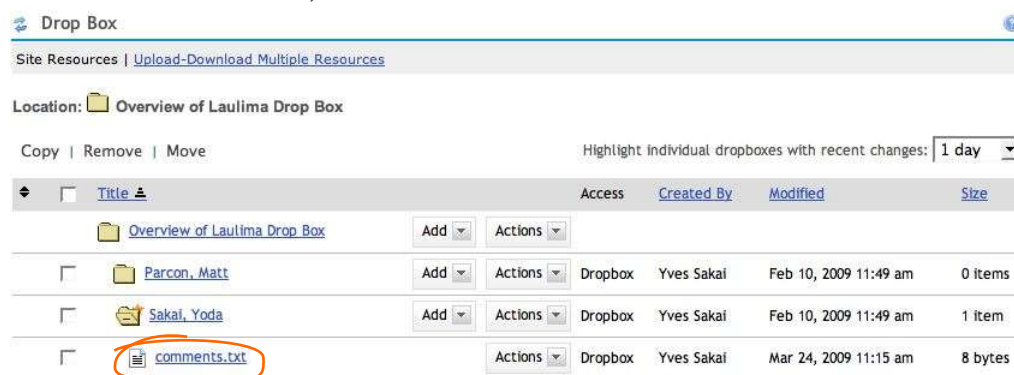 Drop Box
Site Resources | Upload-Download Multiple Resources
Location: Overview of Laulima Drop Box
Copy | Remove | Move Highlight individual dropboxes with recent changes: 1 day
Title Access Created By Modified Size
Overview of Laulima Drop Box Add Actions
Parcon, Matt Add Actions Dropbox Yves Sakai Feb 10, 2009 11:49 am 0 items
Sakai, Yoda Add Actions Dropbox Yves Sakai Feb 10, 2009 11:49 am 1 item
comments.txt Actions Dropbox Yves Sakai Mar 24, 2009 11:15 am 8 bytes